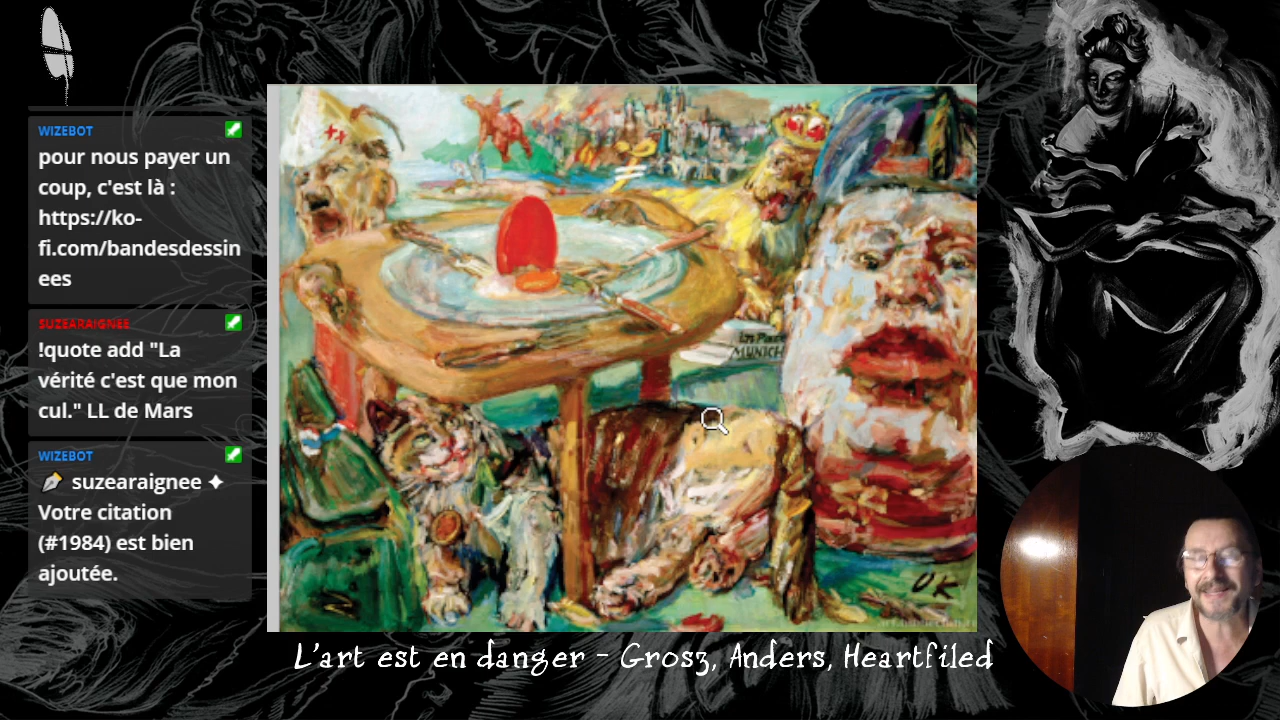 WIZEBOT
pour nous payer un
coup, c'est là :
https://ko-
fi.com/bandesdessin
ees
SUZEARAIGNEE
!quote add "La
vérité c'est que mon
cul." LL de Mars
WIZEBOT
suzearaignee ✦
Votre citation
(#1984) est bien
ajoutée.
MUNICH
OK
L'art est en danger - Grosz, Anders, Heartfiled